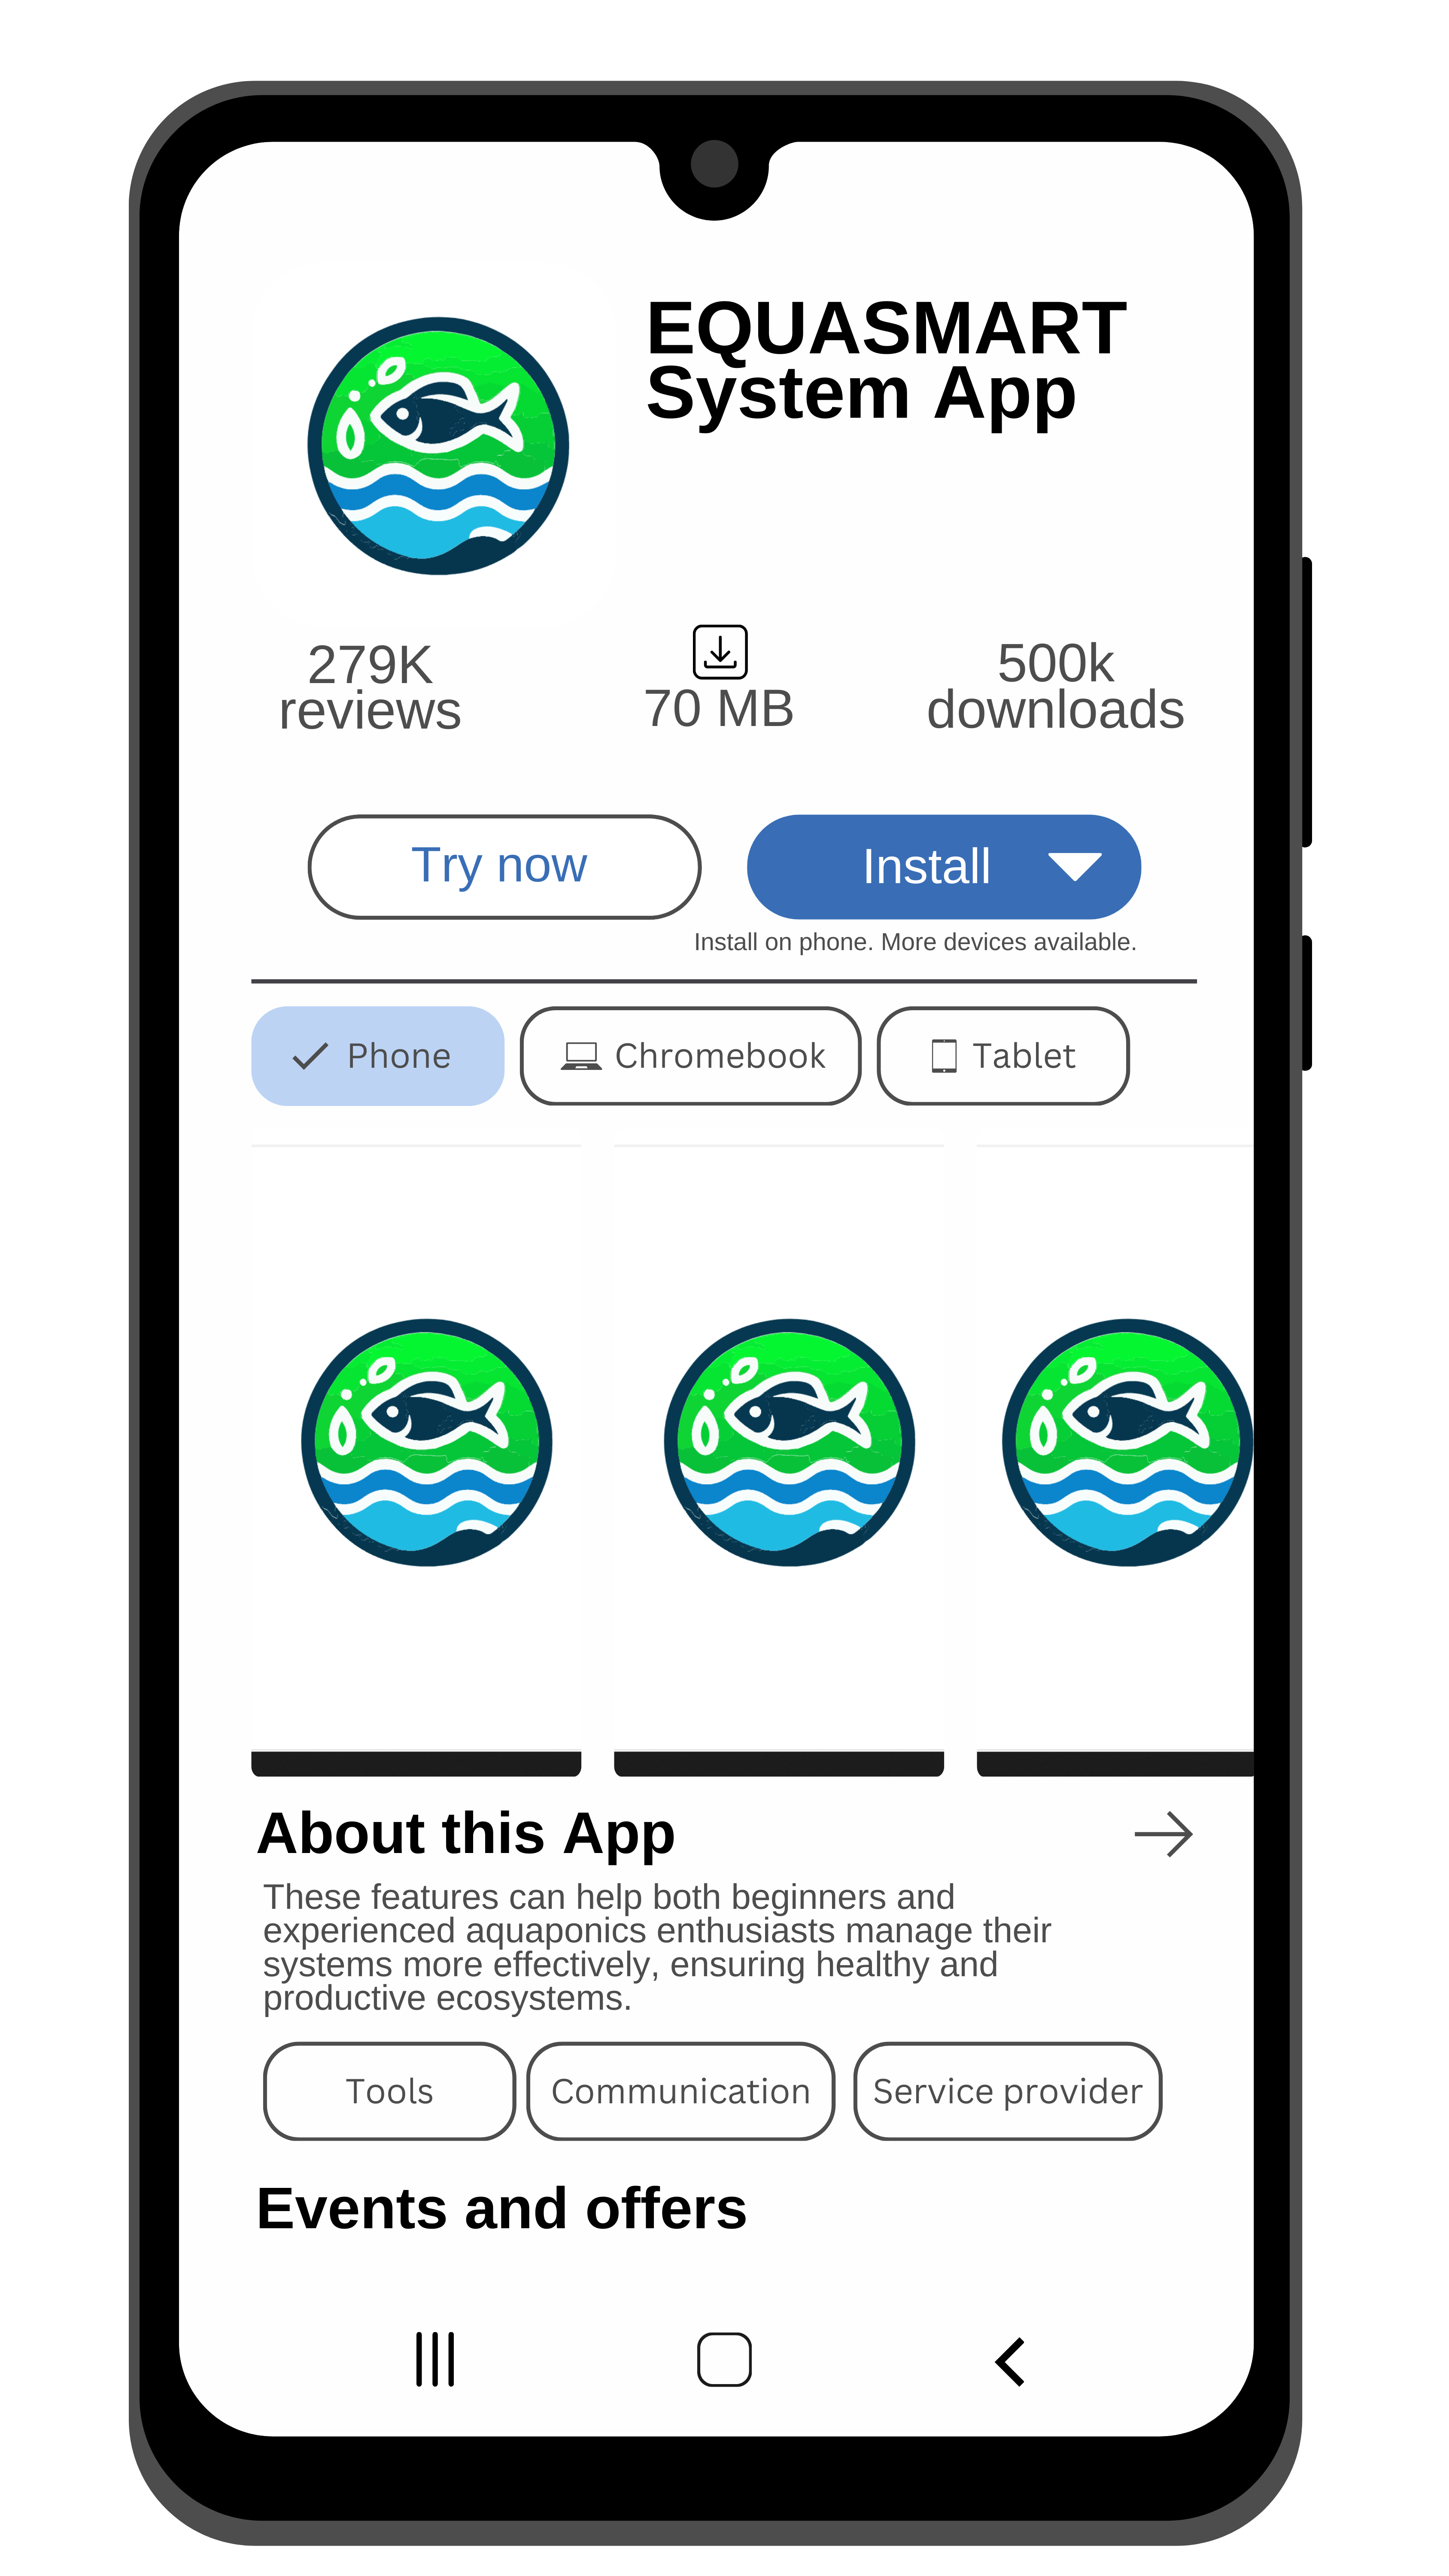 EQUASMART
System App
279K
reviews
70 MB
500k
downloads
Try now
Install
Install on phone. More devices available.
Phone
Chromebook
Tablet
About this App
These features can help both beginners and
experienced aquaponics enthusiasts manage their
systems more effectively, ensuring healthy and
productive ecosystems.
Tools
Communication
Service provider
Events and offers